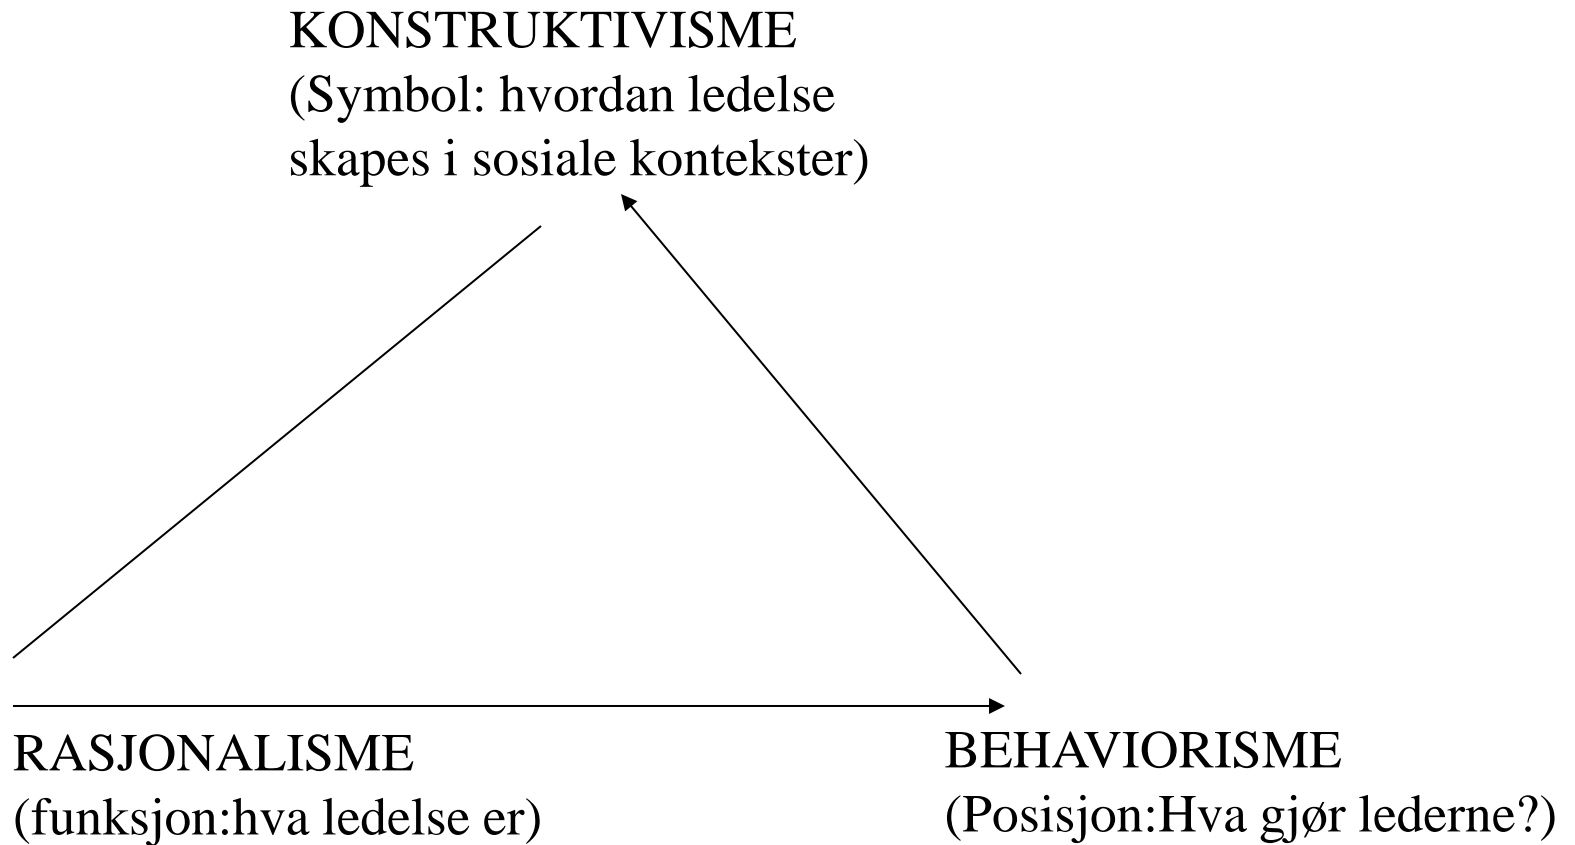 KONSTRUKTIVISME
(Symbol: hvordan ledelse
skapes i sosiale kontekster)
RASJONALISME
(funksjon:hva ledelse er)
BEHAVIORISME
(Posisjon:Hva gjør lederne?)